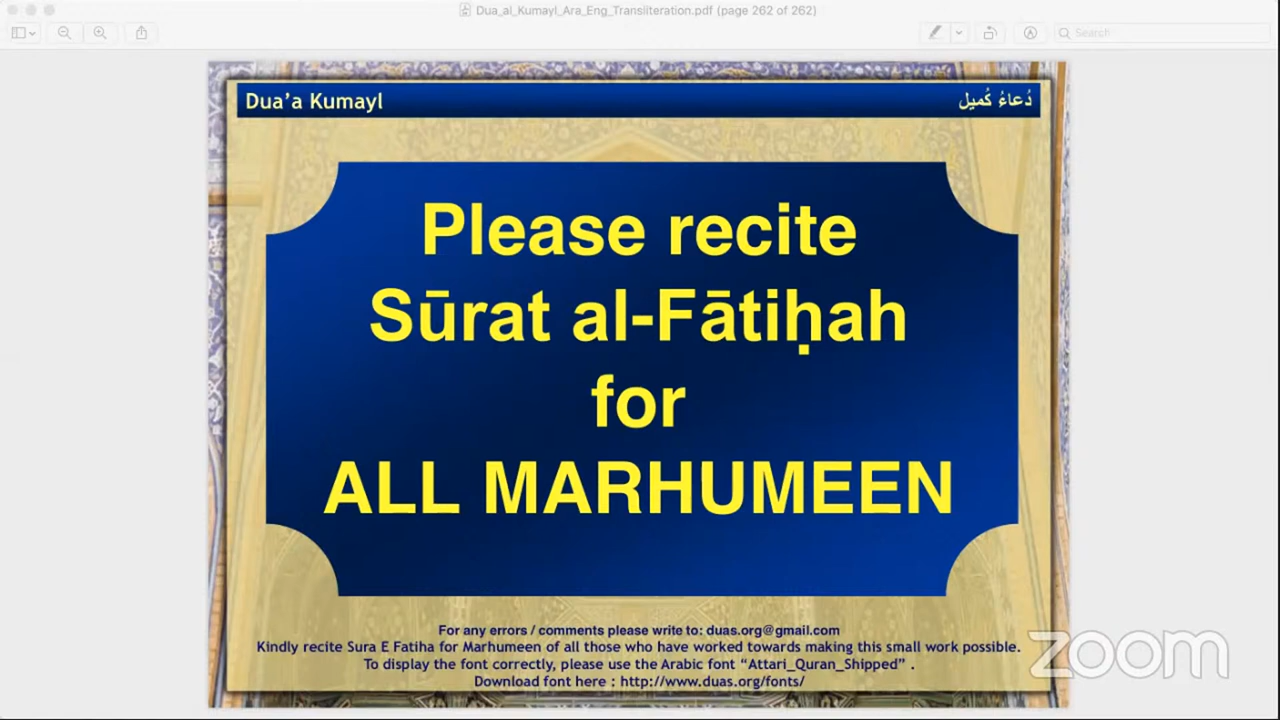 Dua_al_Kumayl_Ara_Eng_Transliteration.pdf (page 262 of 262)
Search
Dua’a Kumayl
دُعاءُ كُميل
Please recite
Sūrat al-Fātiḥah
for
ALL MARHUMEEN
For any errors / comments please write to: duas.org@gmail.com
Kindly recite Sura E Fatiha for Marhumeen of all those who have worked towards making this small work possible.
To display the font correctly, please use the Arabic font “Attari_Quran_Shipped” .
Download font here : http://www.duas.org/fonts/
zoom